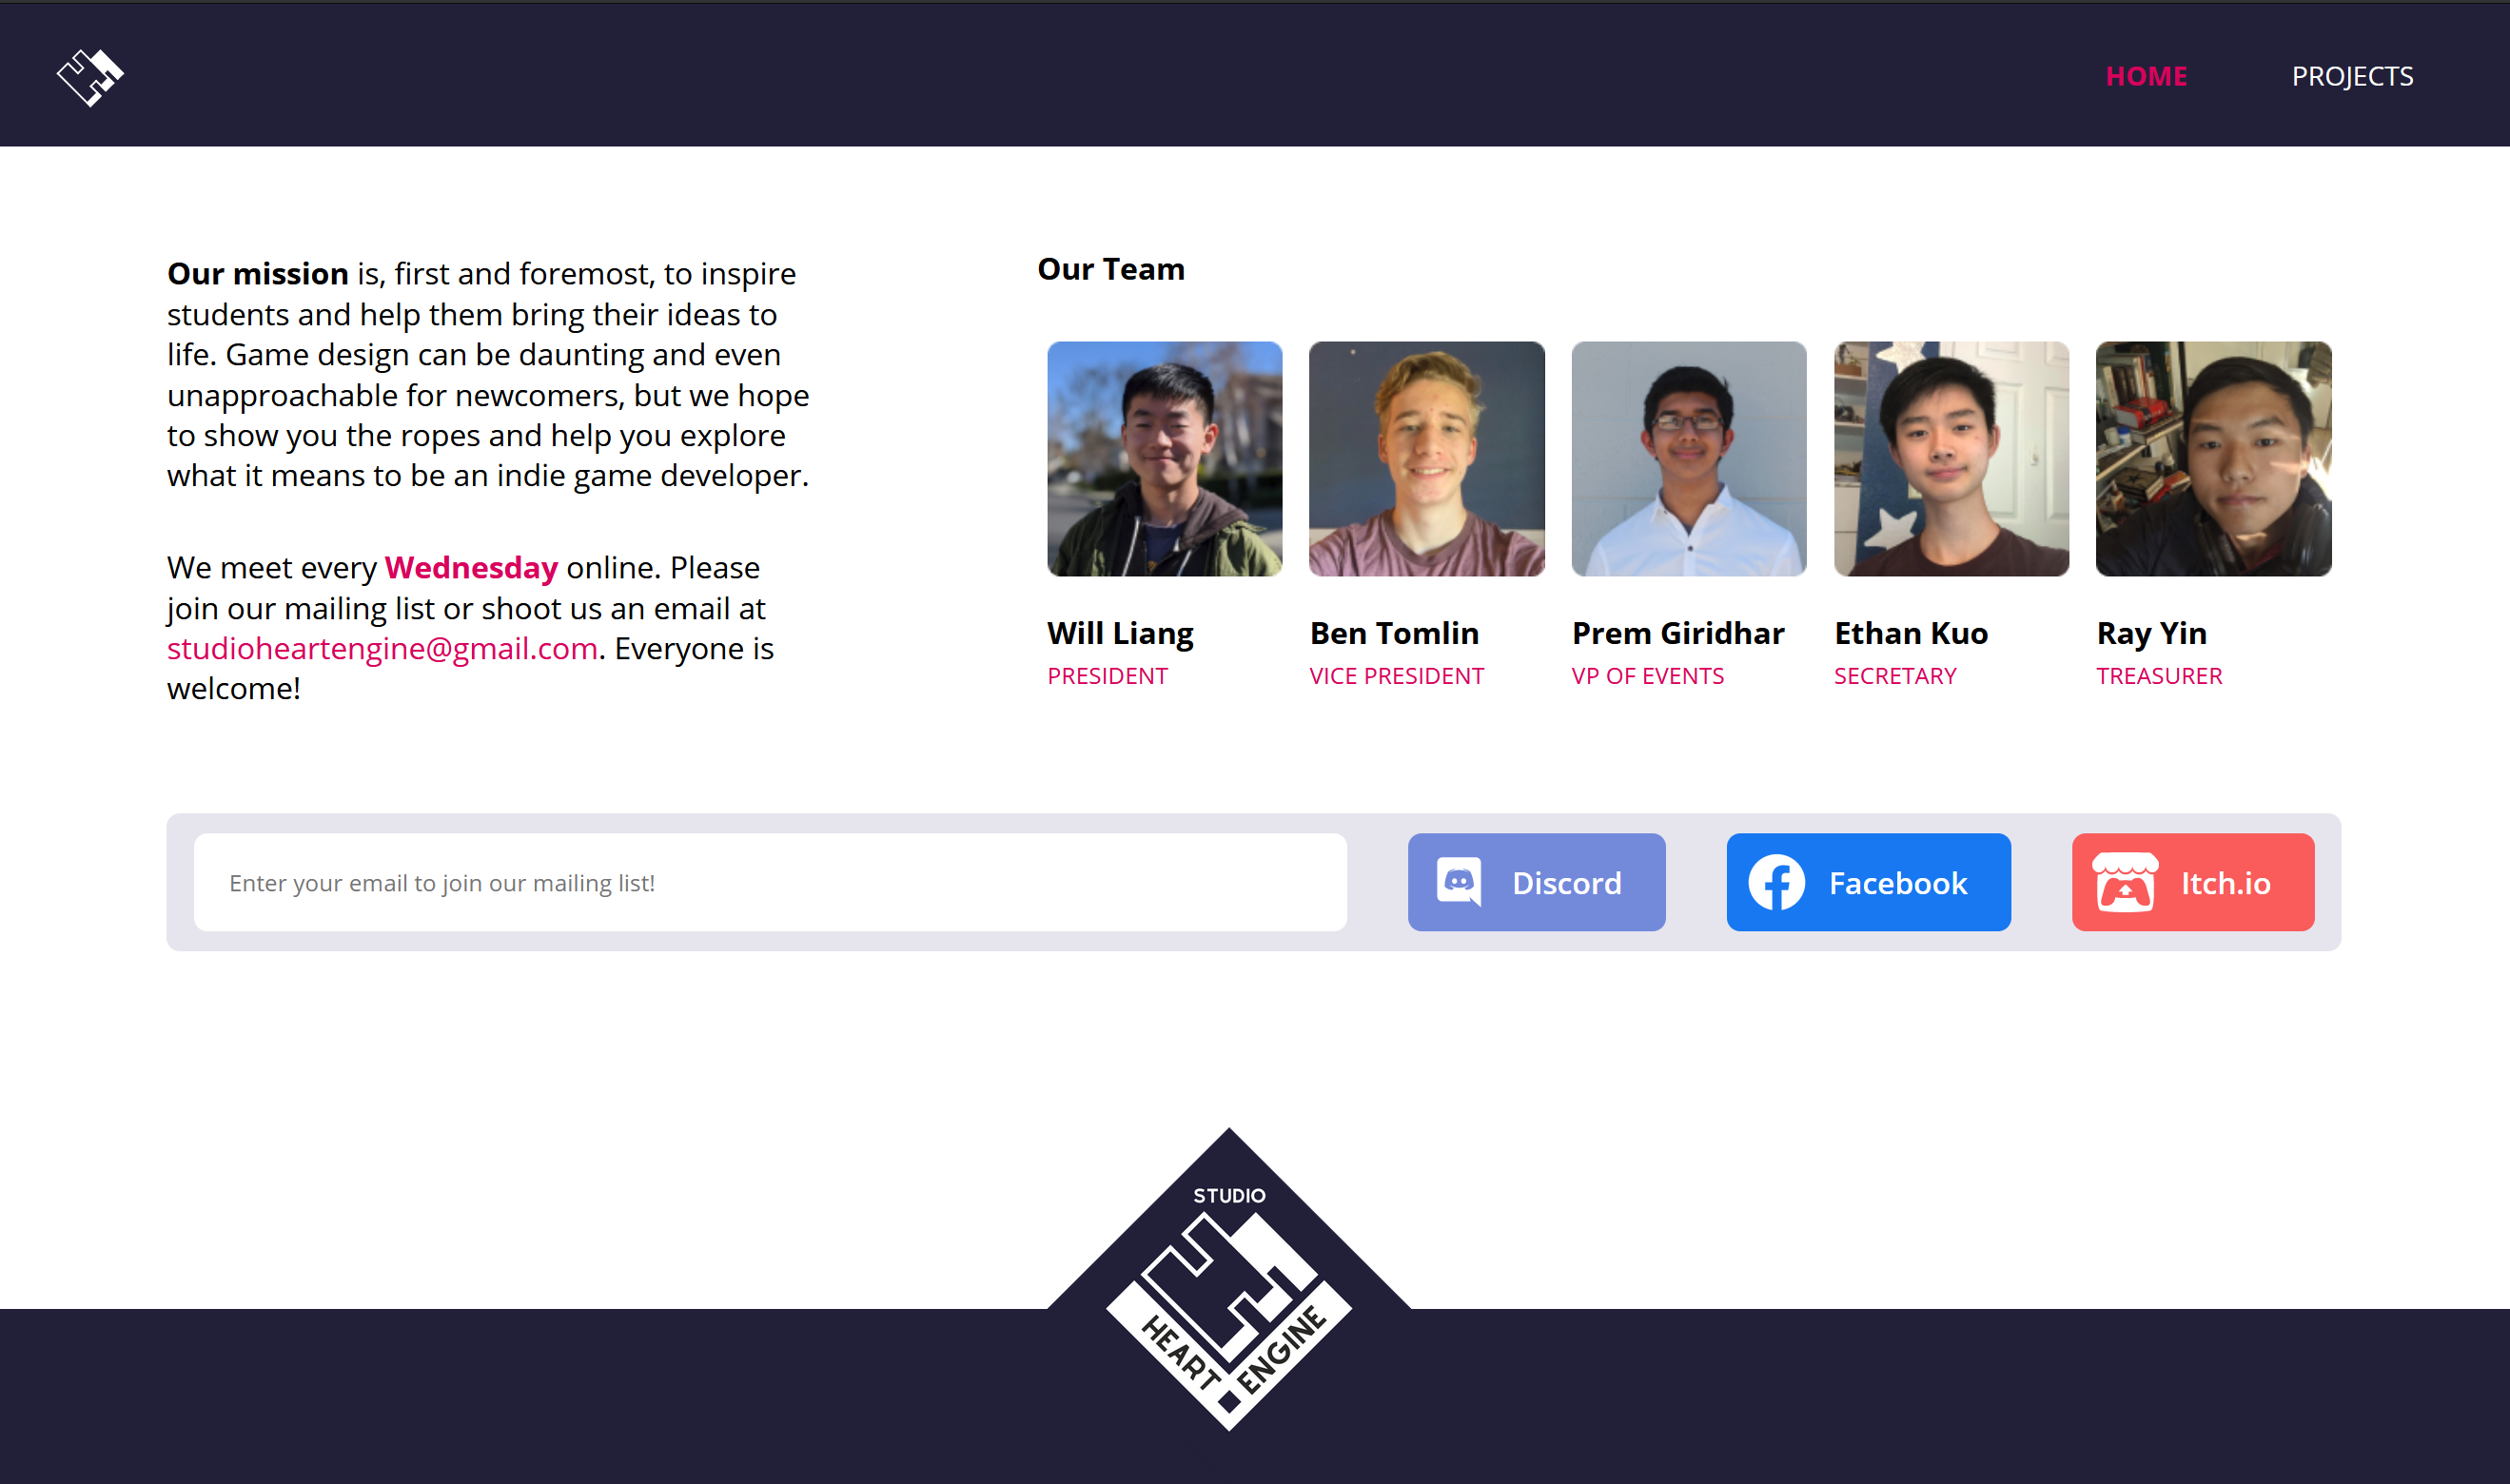 HOME
PROJECTS
Our mission is, first and foremost, to inspire
students and help them bring their ideas to
life. Game design can be daunting and even
unapproachable for newcomers, but we hope
to show you the ropes and help you explore
what it means to be an indie game developer.
We meet every Wednesday online. Please
join our mailing list or shoot us an email at
studioheartengine@gmail.com. Everyone is
welcome!
Our Team
Will Liang
PRESIDENT
Ben Tomlin
VICE PRESIDENT
Prem Giridhar
VP OF EVENTS
Ethan Kuo
SECRETARY
Ray Yin
TREASURER
Enter your email to join our mailing list!
Discord
Facebook
Itch.io
STUDIO
HEART
ENGINE